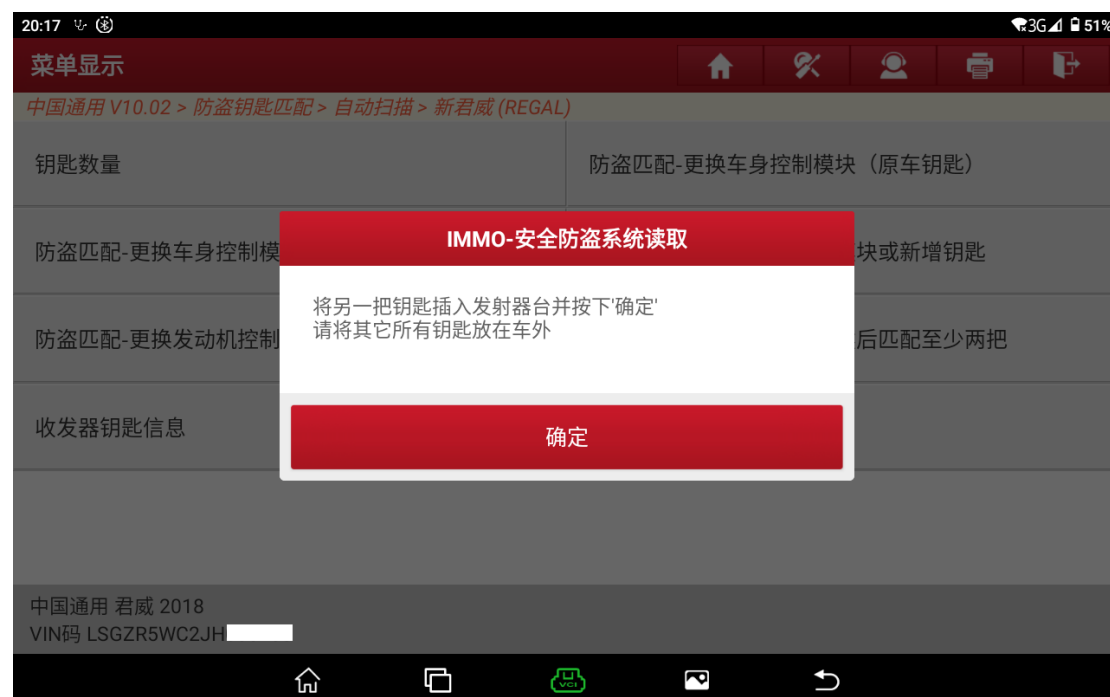 20:17
3G 51%
菜单显示
中国通用 V10.02 > 防盗钥匙匹配 > 自动扫描 > 新君威 (REGAL)
钥匙数量
防盗匹配-更换车身控制模块（原车钥匙）
防盗匹配-更换车身控制模
块或新增钥匙
防盗匹配-更换发动机控制
后匹配至少两把
收发器钥匙信息
IMMO-安全防盗系统读取
将另一把钥匙插入发射器台并按下'确定'
请将其它所有钥匙放在车外
确定
中国通用 君威 2018
VIN码 LSGZR5WC2JH
VCI